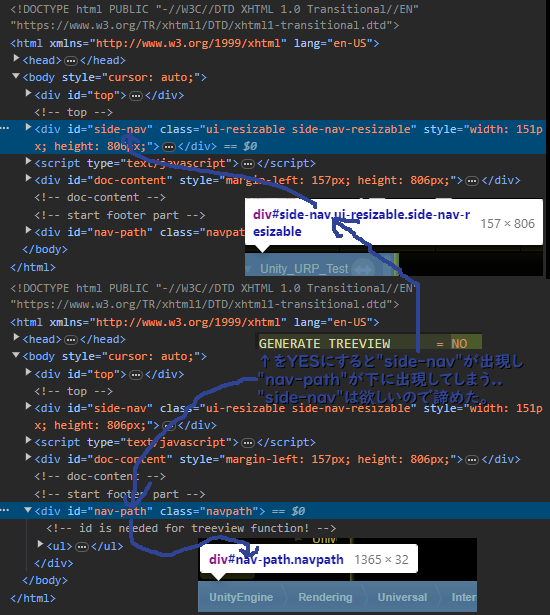 <!DOCTYPE html PUBLIC "-//W3C//DTD XHTML 1.0 Transitional//EN"
"https://www.w3.org/TR/xhtml1/DTD/xhtml1-transitional.dtd">
<html xmlns="http://www.w3.org/1999/xhtml" lang="en-US">
<head>…</head>
<body style="cursor: auto;">
<div id="top">…</div>
<!-- top -->
… <div id="side-nav" class="ui-resizable side-nav-resizable" style="width: 151p
x; height: 806px;">…</div> == $0
<script type="text/javascript">…</script>
<div id="doc-content" style="margin-left: 157px; height: 806px;">…</div>
<!-- doc-content -->
<!-- start footer part -->
<div id="nav-path" class="navpat
</body>
</html>
div#side-nav.ui-resizable.side-nav-r
esizable
157 × 806
Unity_URP_Test
<!DOCTYPE html PUBLIC "-//W3C//DTD XHTML 1.0 Transitional//EN"
"https://www.w3.org/TR/xhtml1/DTD/xhtml1-transitional.dtd">
<html xmlns="http://www.w3.org/1999/xhtml" lang="en-US">
<head>…</head>
<body style="cursor: auto;">
<div id="top">…</div>
<!-- top -->
<div id="side-nav" class="ui-resizable side-nav-resizable" style="width: 151p
x; height: 806px;">…</div>
<script type="text/javascript">…</script>
<div id="doc-content" style="margin-left: 157px; height: 806px;">…</div>
<!-- doc-content -->
<!-- start footer part -->
<div id="nav-path" class="navpath"> == $0
<!-- id is needed for treeview function! -->
<ul>…</ul>
</div>
</body>
</html>
GENERATE TREEVIEW = NO
↑をYESにすると"side-nav"が出現し
"nav-path"が下に出現してしまう..
"side-nav"は欲しいので諦めた。
Univ
div#nav-path.navpath 1365 × 32
UnityEngine Rendering Universal Inter